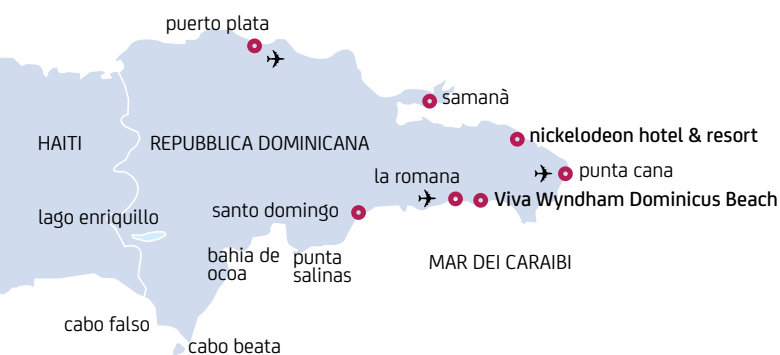 puerto plata
samanà
nickelodeon hotel & resort
HAITI
REPUBBLICA DOMINICANA
punta cana
la romana
Viva Wyndham Dominicus Beach
lago enriquillo
santo domingo
bahia de
ocoa
punta
salinas
MAR DEI CARAIBI
cabo falso
cabo beata